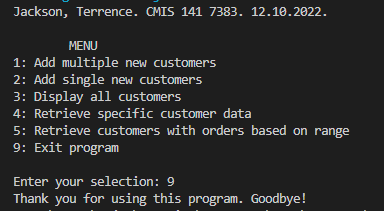 Jackson, Terrence. CMIS 141 7383. 12.10.2022.
MENU
1: Add multiple new customers
2: Add single new customers
3: Display all customers
4: Retrieve specific customer data
5: Retrieve customers with orders based on range
9: Exit program
Enter your selection: 9
Thank you for using this program. Goodbye!